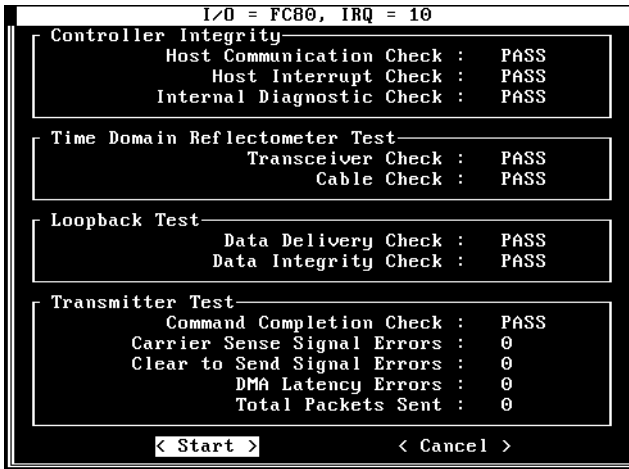 I/O = FC80, IRQ = 10
Controller Integrity
Host Communication Check : PASS
Host Interrupt Check : PASS
Internal Diagnostic Check : PASS
Time Domain Reflectometer Test
Transceiver Check : PASS
Cable Check : PASS
Loopback Test
Data Delivery Check : PASS
Data Integrity Check : PASS
Transmitter Test
Command Completion Check : PASS
Carrier Sense Signal Errors : 0
Clear to Send Signal Errors : 0
DMA Latency Errors : 0
Total Packets Sent : 0
< Start > < Cancel >